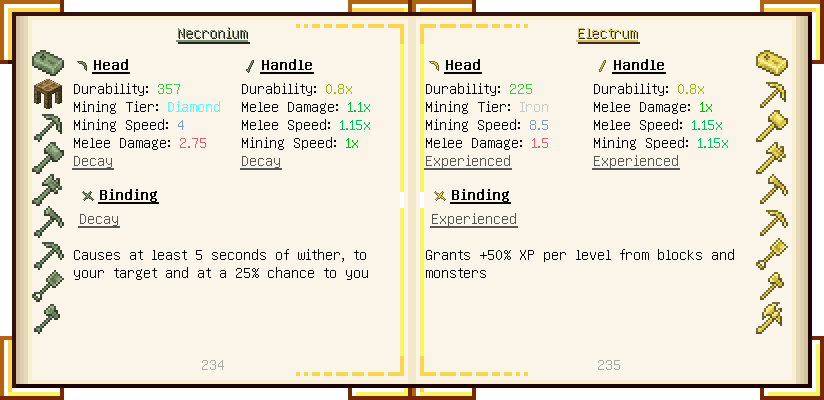 Necronium
Head
Durability: 357
Mining Tier: Diamond
Mining Speed: 4
Melee Damage: 2.75
Decay
Handle
Durability: 0.8x
Melee Damage: 1.1x
Melee Speed: 1.15x
Mining Speed: 1x
Decay
Binding
Decay
Causes at least 5 seconds of wither, to
your target and at a 25% chance to you
234
Electrum
Head
Durability: 225
Mining Tier: Iron
Mining Speed: 8.5
Melee Damage: 1.5
Experienced
Handle
Durability: 0.8x
Melee Damage: 1x
Melee Speed: 1.15x
Mining Speed: 1.15x
Experienced
Binding
Experienced
Grants +50% XP per level from blocks and
monsters
235